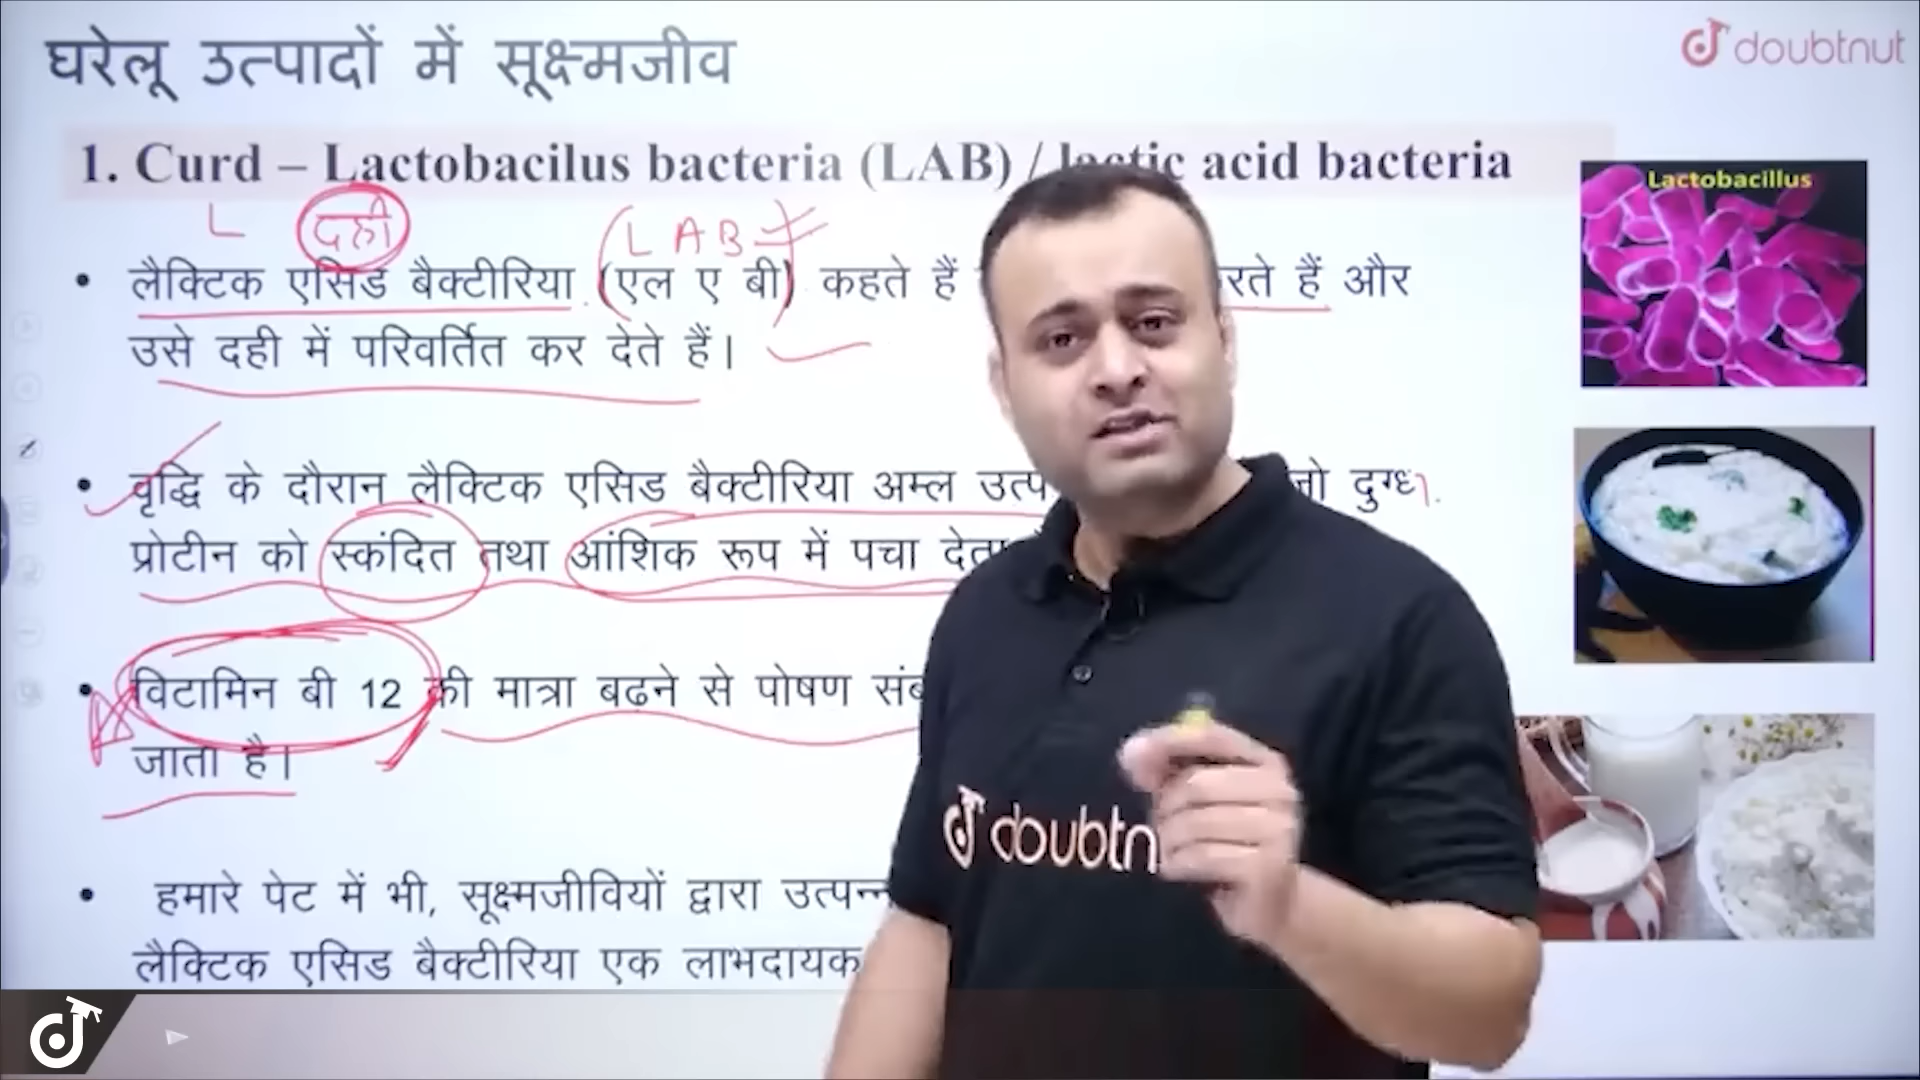 घरेलू उत्पादों में सूक्ष्मजीव
doubtnut
1. Curd – Lactobacilus bacteria (LAB) / lactic acid bacteria
Lactobacillus
L दही (LAB)
• लैक्टिक एसिड बैक्टीरिया (एल ए बी) कहते हैं रते हैं और
उसे दही में परिवर्तित कर देते हैं।
• वृद्धि के दौरान लैक्टिक एसिड बैक्टीरिया अम्ल उत्प जो दुग्ध
प्रोटीन को स्कंदित तथा आंशिक रूप में पचा देता
• विटामिन बी 12 की मात्रा बढने से पोषण संब
जाता है।
doubtn
• हमारे पेट में भी, सूक्ष्मजीवियों द्वारा उत्पन्न
लैक्टिक एसिड बैक्टीरिया एक लाभदायक